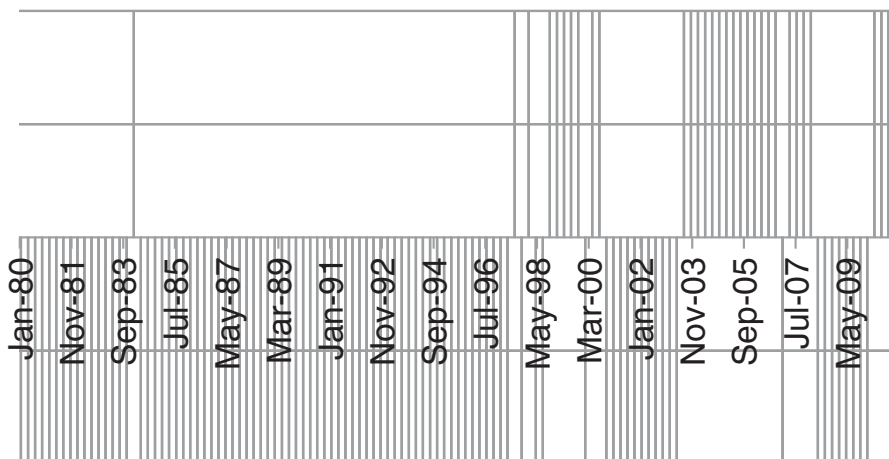 Jan-80
Nov-81
Sep-83
Jul-85
May-87
Mar-89
Jan-91
Nov-92
Sep-94
Jul-96
May-98
Mar-00
Jan-02
Nov-03
Sep-05
Jul-07
May-09